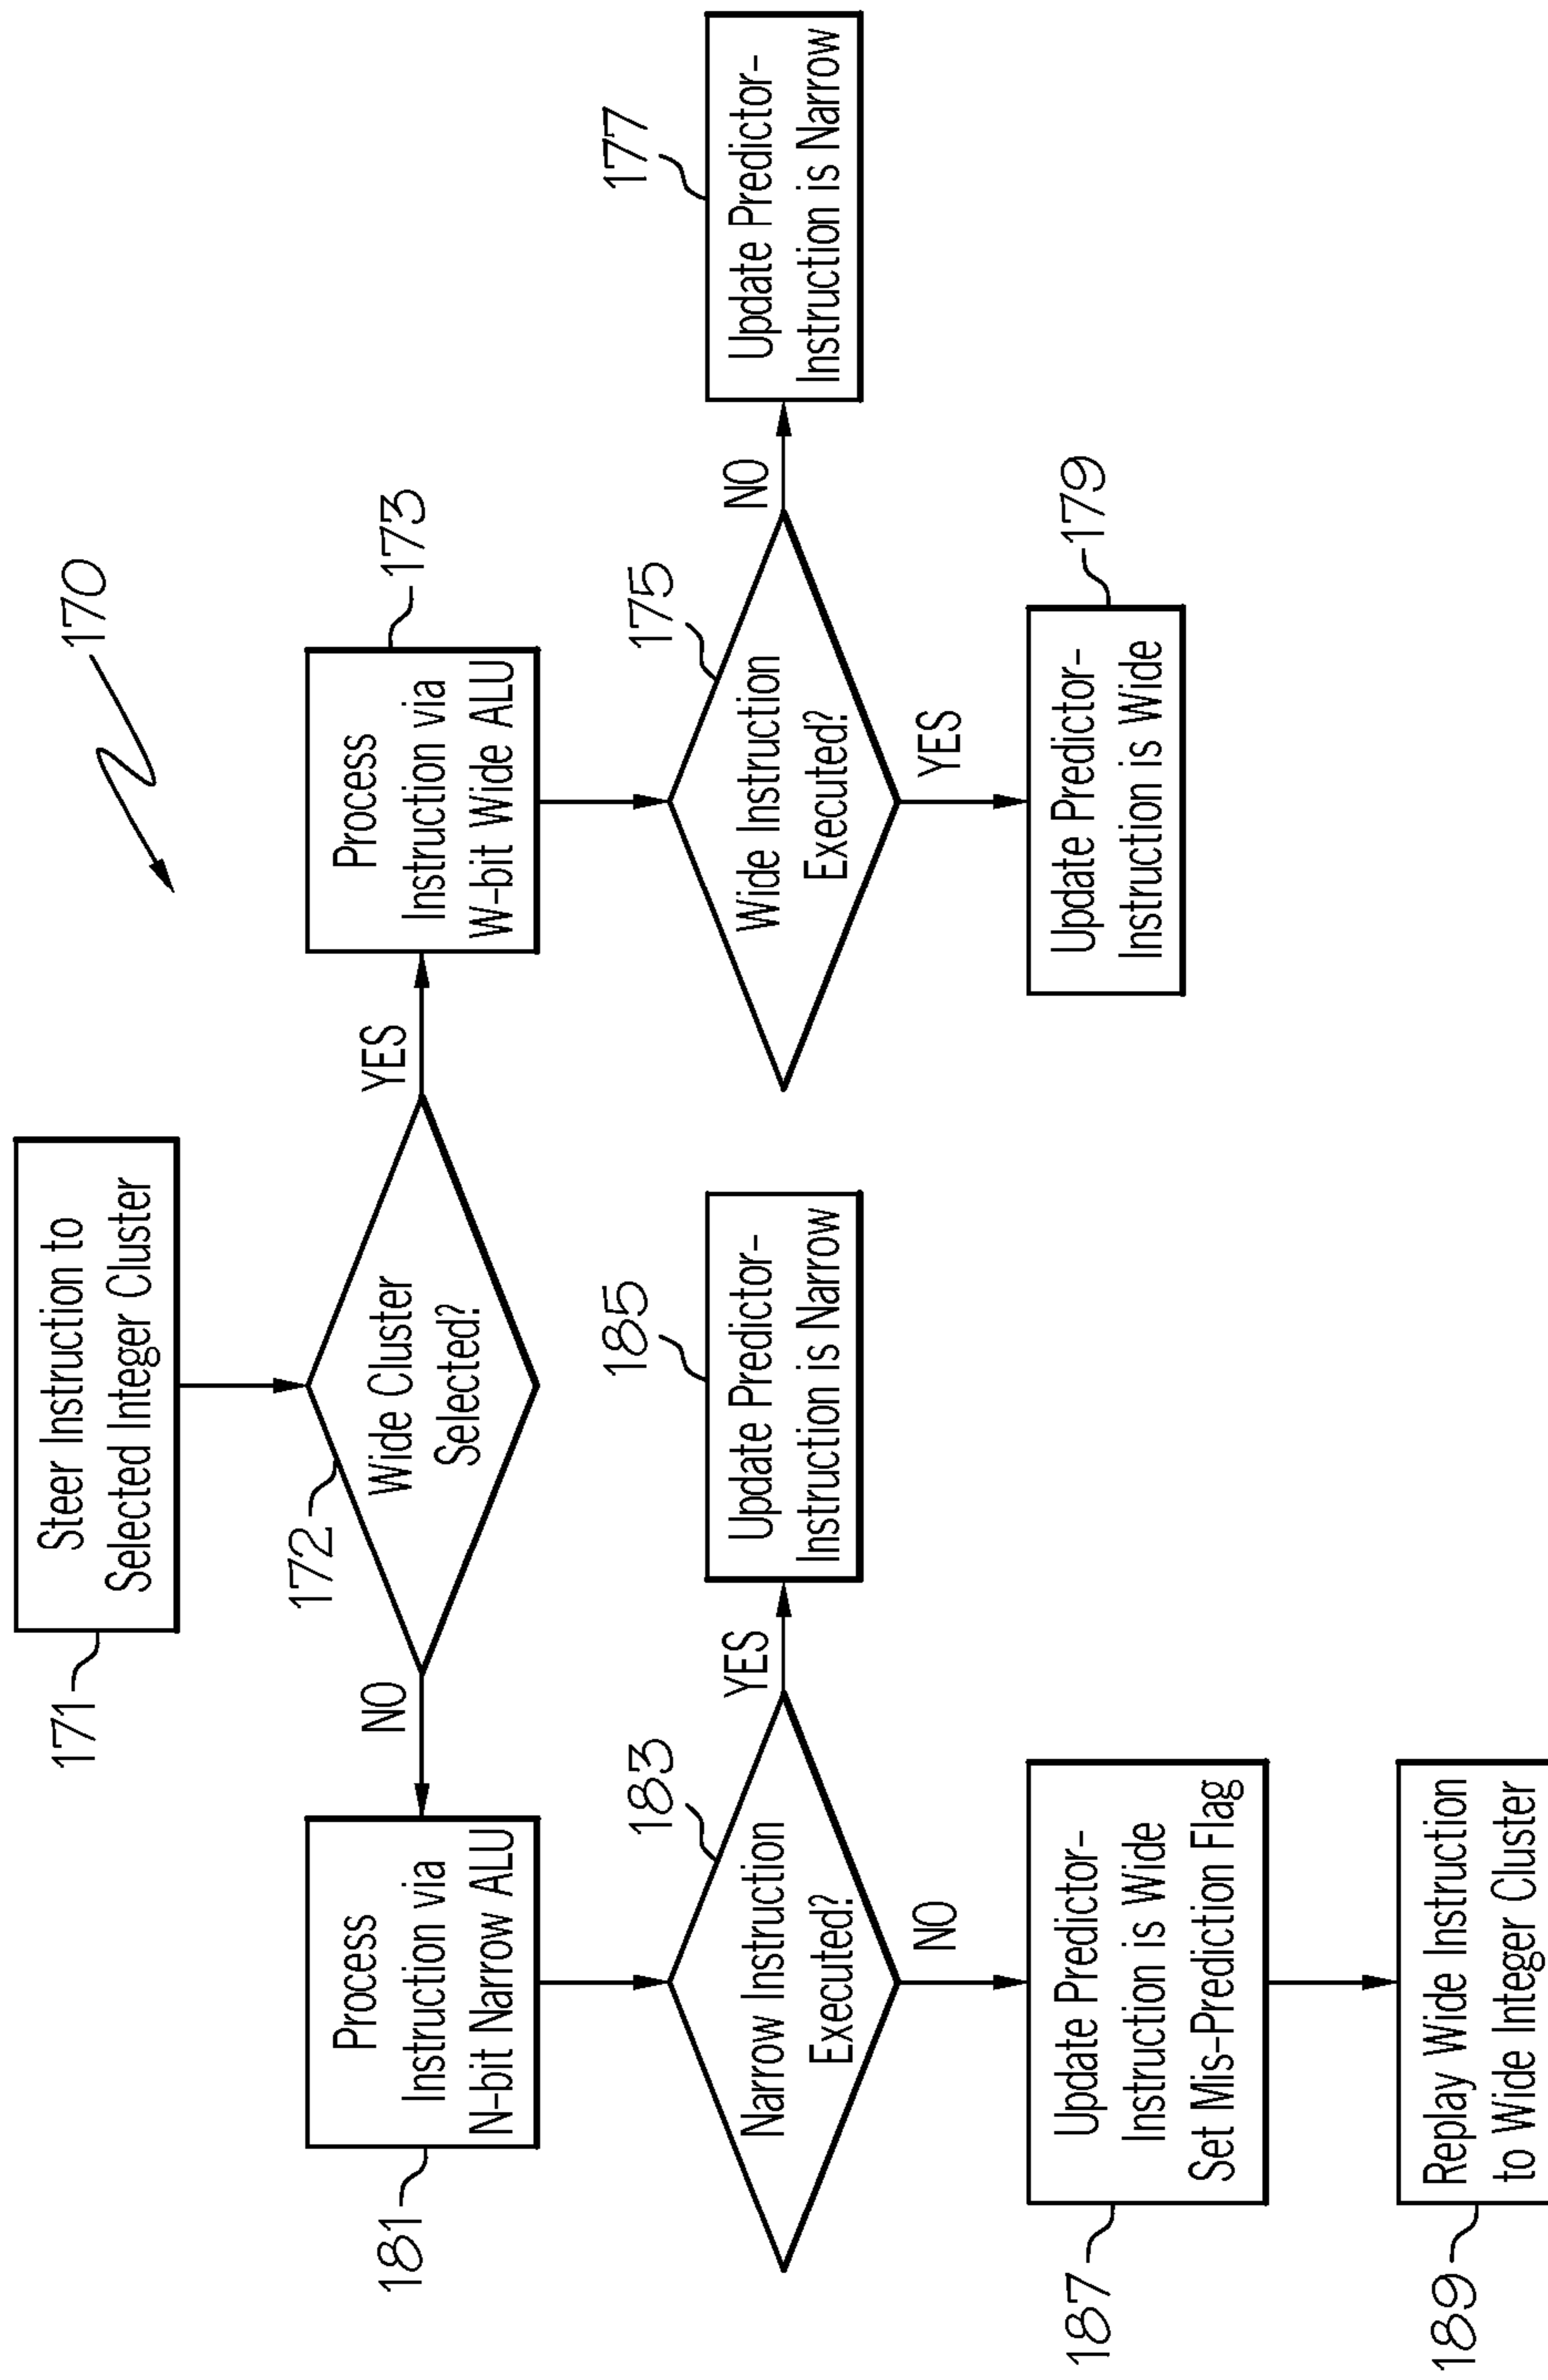 170
171
Steer Instruction to
Selected Integer Cluster
172
Wide Cluster
Selected?
NO
YES
181
Process
Instruction via
N-bit Narrow ALU
Process
Instruction via
W-bit Wide ALU
173
183
Narrow Instruction
Executed?
YES
185
Update Predictor-
Instruction is Narrow
NO
187
Update Predictor-
Instruction is Wide
Set Mis-Prediction Flag
189
Replay Wide Instruction
to Wide Integer Cluster
175
Wide Instruction
Executed?
NO
177
Update Predictor-
Instruction is Narrow
YES
179
Update Predictor-
Instruction is Wide